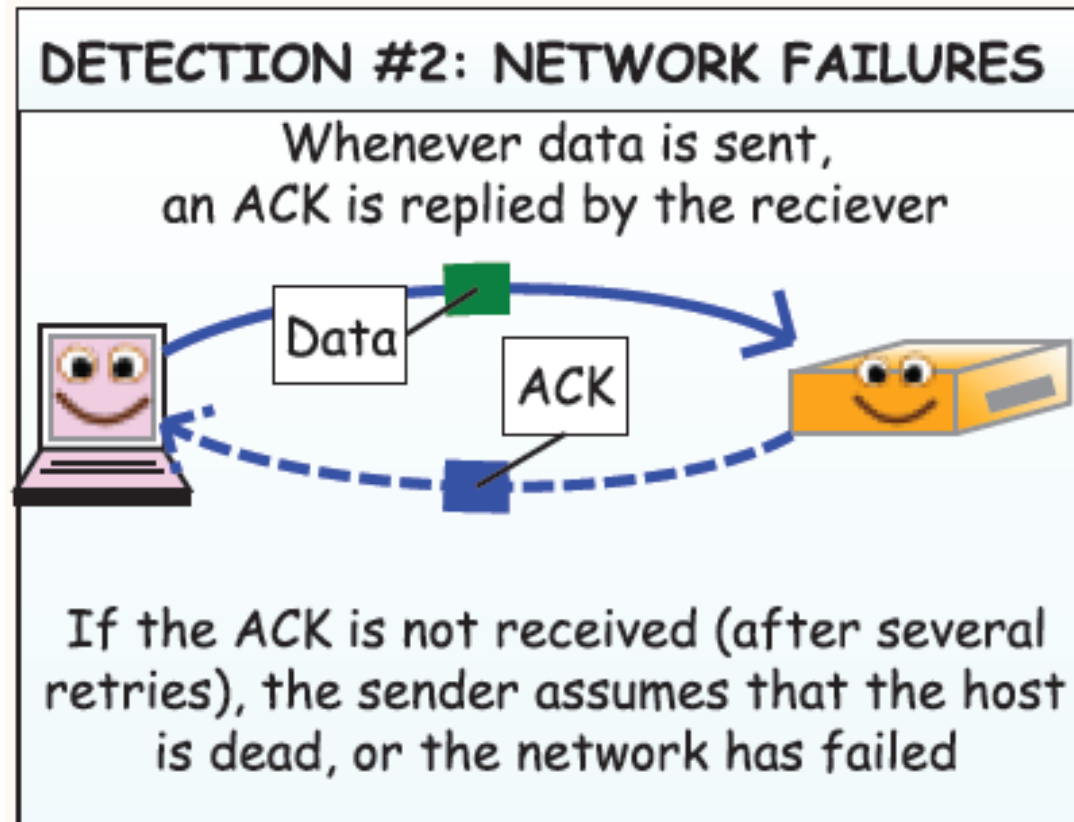 DETECTION #2: NETWORK FAILURES
Whenever data is sent,
an ACK is replied by the reciever
Data
ACK
If the ACK is not received (after several
retries), the sender assumes that the host
is dead, or the network has failed